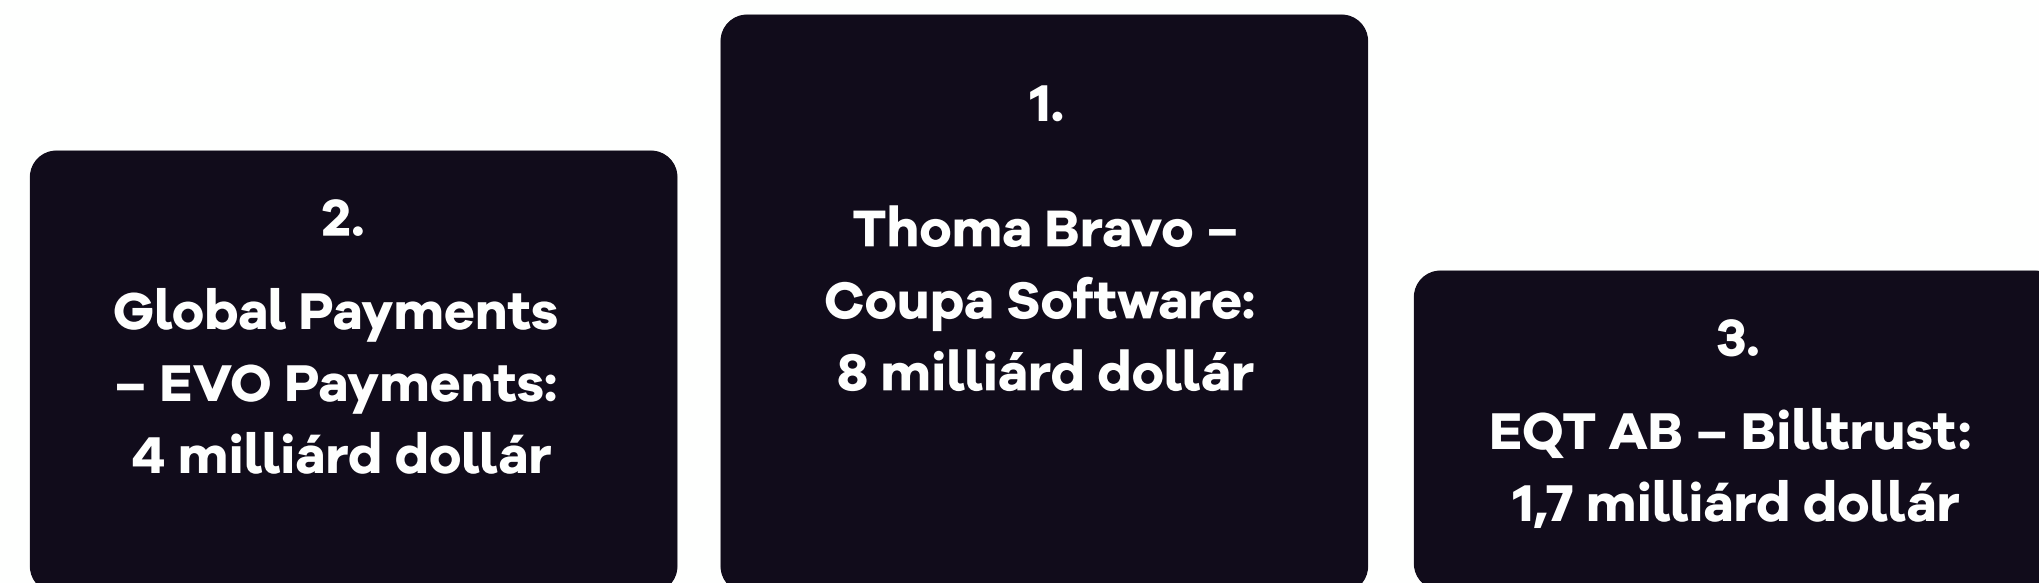 2.
Global Payments
– EVO Payments:
4 milliárd dollár
1.
Thoma Bravo –
Coupa Software:
8 milliárd dollár
3.
EQT AB – Billtrust:
1,7 milliárd dollár